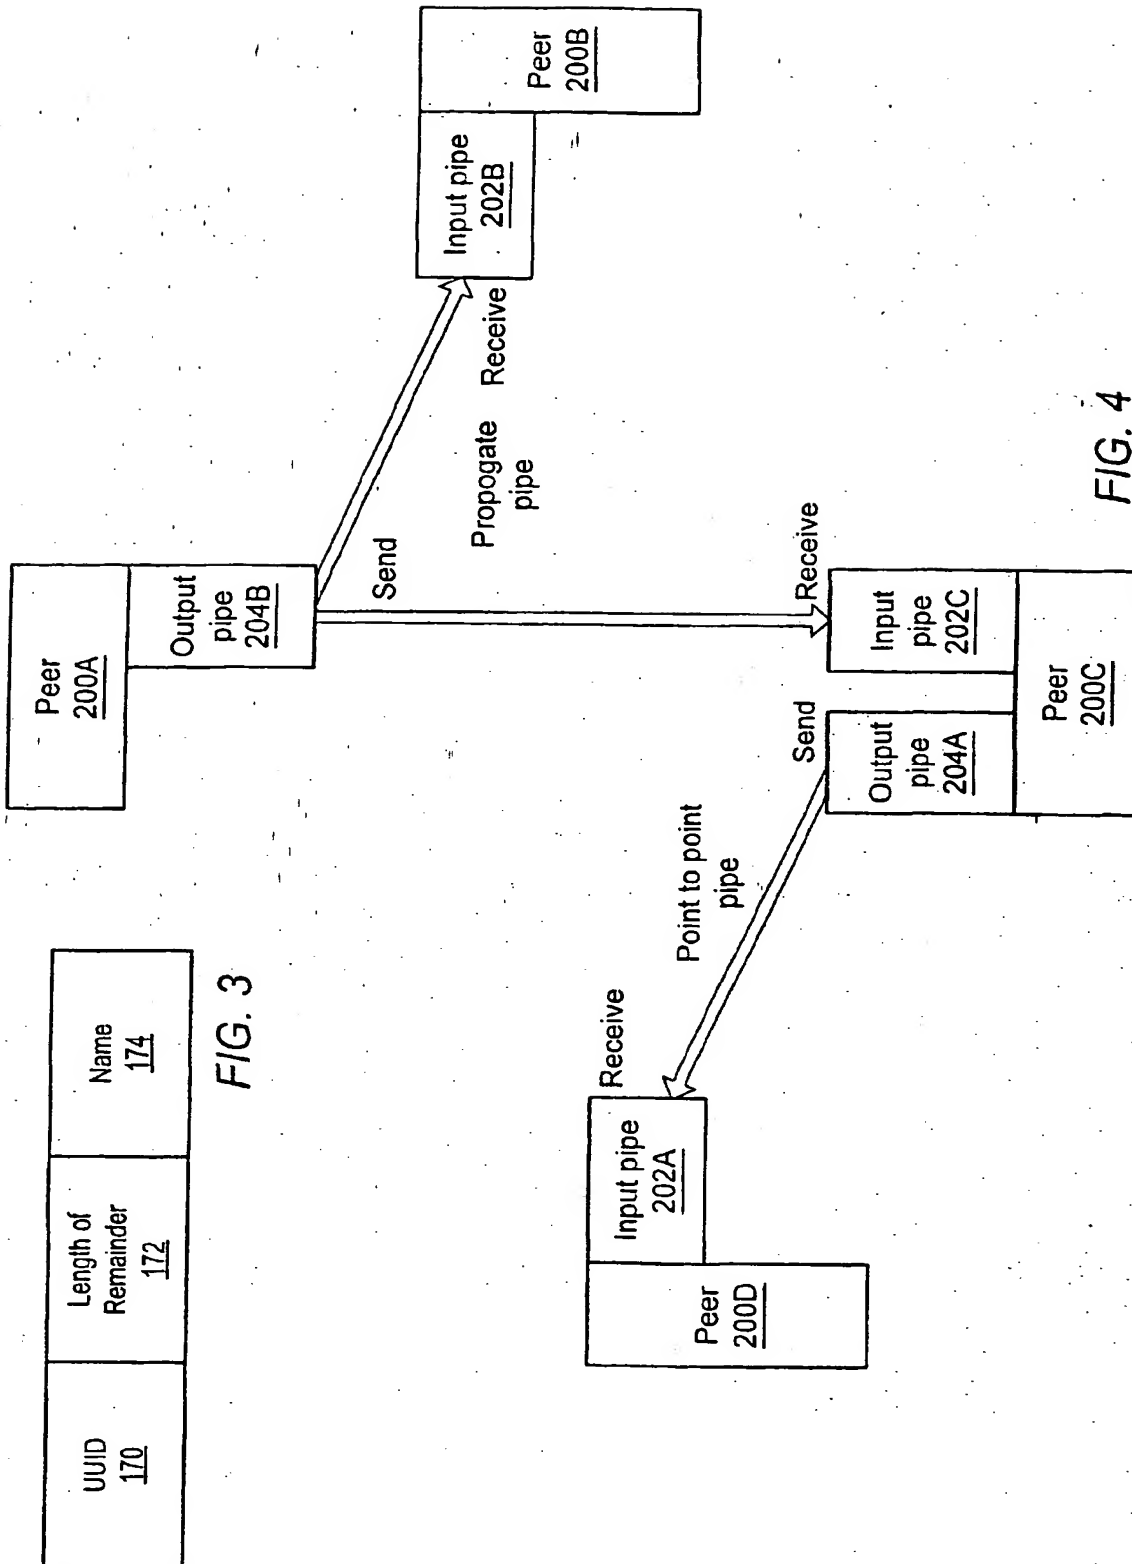 UUID
170
Length of
Remainder
172
Name
174
FIG. 3
Peer
200D
Input pipe
202A
Receive
Point to point
pipe
Send
Output
pipe
204A
Input
pipe
202C
Receive
Peer
200C
Peer
200A
Output
pipe
204B
Send
Propogate
pipe
Receive
Input pipe
202B
Peer
200B
FIG. 4